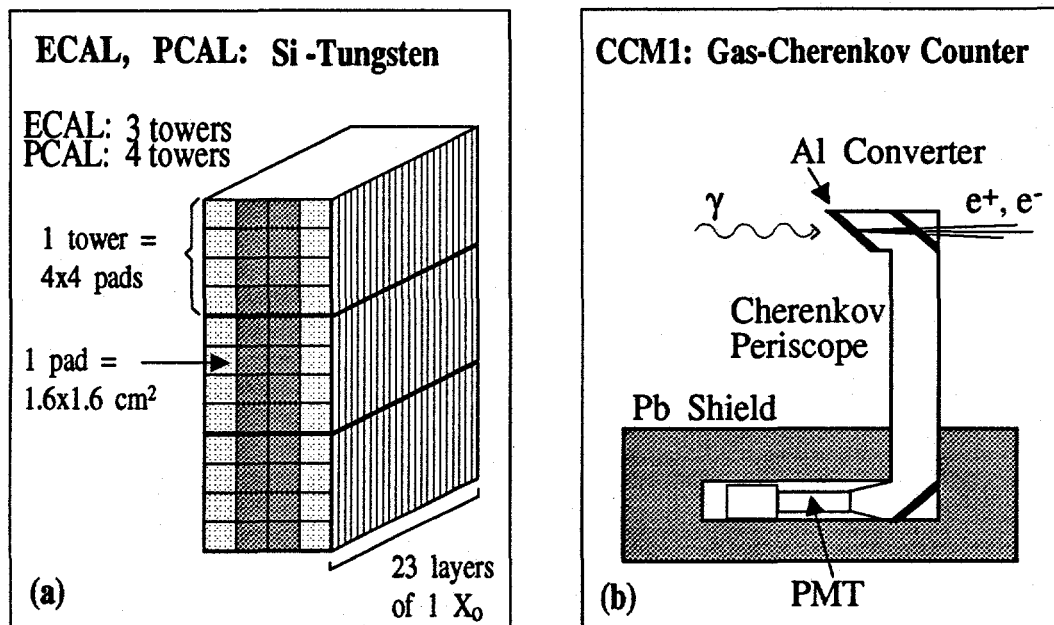 ECAL, PCAL: Si-Tungsten
ECAL: 3 towers
PCAL: 4 towers
1 tower =
4x4 pads
1 pad =
1.6x1.6 cm²
23 layers
of 1 X₀
(a)
CCM1: Gas-Cherenkov Counter
Al Converter
γ
e⁺, e⁻
Cherenkov
Periscope
Pb Shield
PMT
(b)